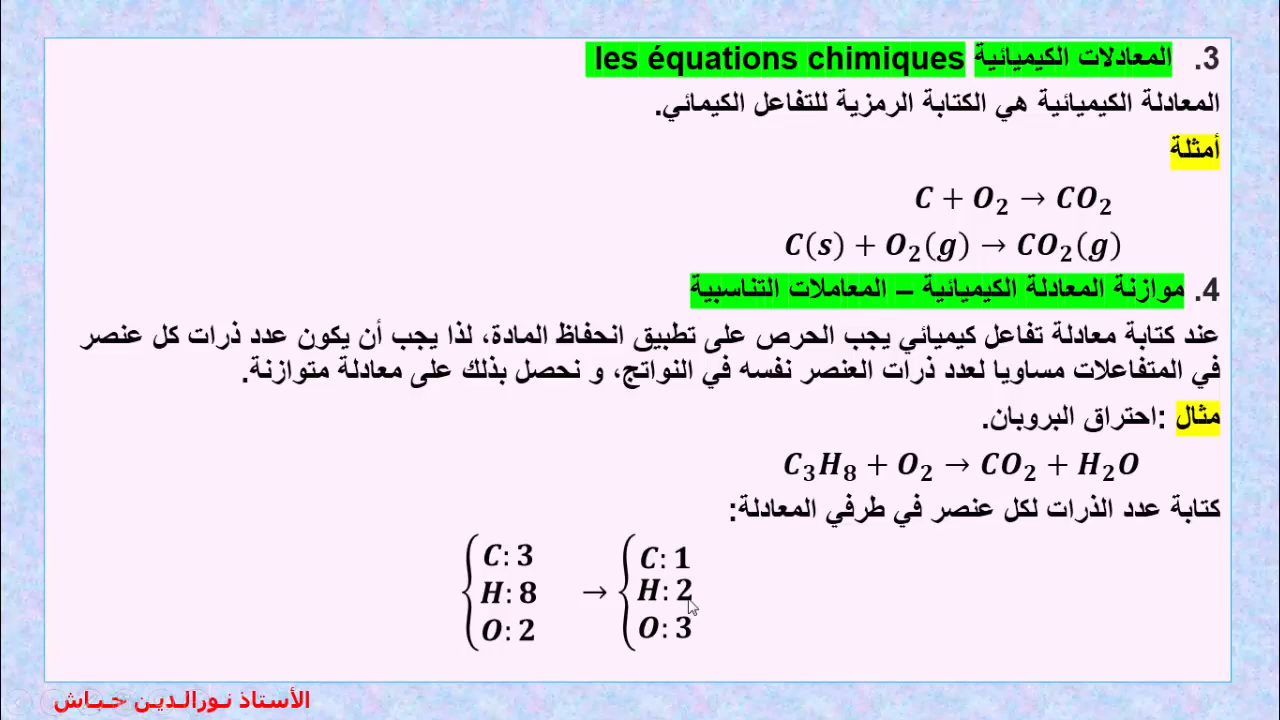 3. المعادلات الكيميائية les équations chimiques
المعادلة الكيميائية هي الكتابة الرمزية للتفاعل الكيمائي.
أمثلة
C + O₂ → CO₂
C(s) + O₂(g) → CO₂(g)
4. موازنة المعادلة الكيميائية – المعاملات التناسبية
عند كتابة معادلة تفاعل كيميائي يجب الحرص على تطبيق انحفاظ المادة، لذا يجب أن يكون عدد ذرات كل عنصر
في المتفاعلات مساويا لعدد ذرات العنصر نفسه في النواتج، و نحصل بذلك على معادلة متوازنة.
مثال :احتراق البروبان.
C₃H₈ + O₂ → CO₂ + H₂O
كتابة عدد الذرات لكل عنصر في طرفي المعادلة:
C: 3 C: 1
H: 8 → H: 2
O: 2 O: 3
الأستاذ نورالدين حباش